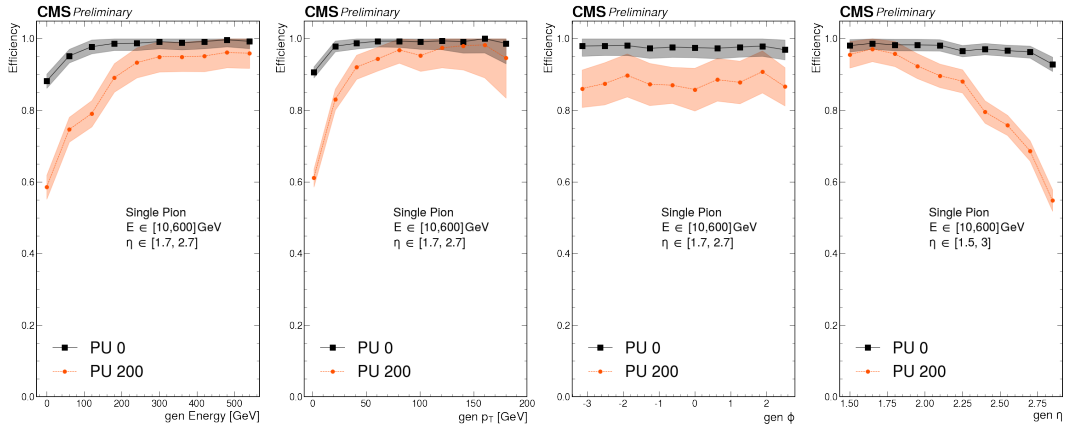 CMS Preliminary
Efficiency
1.0
0.8
0.6
0.4
0.2
0.0
Single Pion
E ∈ [10,600]GeV
η ∈ [1.7, 2.7]
PU 0
PU 200
0 100 200 300 400 500
gen Energy [GeV]
CMS Preliminary
Efficiency
1.0
0.8
0.6
0.4
0.2
0.0
Single Pion
E ∈ [10,600]GeV
η ∈ [1.7, 2.7]
PU 0
PU 200
0 50 100 150 200
gen pT [GeV]
CMS Preliminary
Efficiency
1.0
0.8
0.6
0.4
0.2
0.0
Single Pion
E ∈ [10,600]GeV
η ∈ [1.7, 2.7]
PU 0
PU 200
-3 -2 -1 0 1 2
gen ϕ
CMS Preliminary
Efficiency
1.0
0.8
0.6
0.4
0.2
0.0
Single Pion
E ∈ [10,600]GeV
η ∈ [1.5, 3]
PU 0
PU 200
1.50 1.75 2.00 2.25 2.50 2.75
gen η